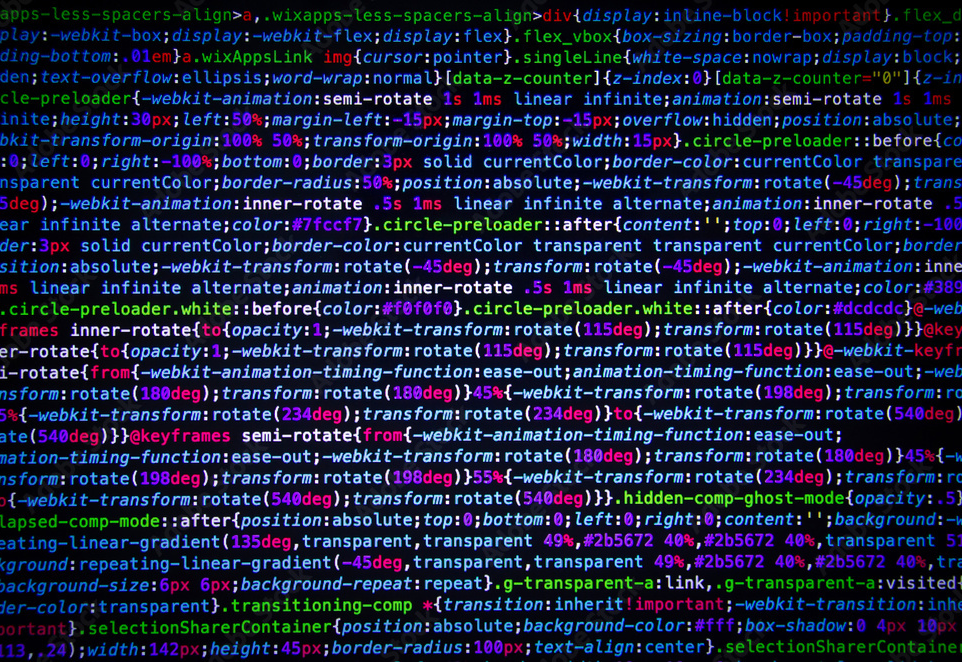 apps-less-spacers-align>a,.wixapps-less-spacers-align>div{display:inline-block!important}.flex_d
play:-webkit-box;display:-webkit-flex;display:flex}.flex_vbox{box-sizing:border-box;padding-top:
ding-bottom:.01em}a.wixAppsLink img{cursor:pointer}.singleLine{white-space:nowrap;display:block;
den;text-overflow:ellipsis;word-wrap:normal}[data-z-counter]{z-index:0}[data-z-counter="0"]{z-in
cle-preloader{-webkit-animation:semi-rotate 1s 1ms linear infinite;animation:semi-rotate 1s 1ms
inite;height:30px;left:50%;margin-left:-15px;margin-top:-15px;overflow:hidden;position:absolute;
bkit-transform-origin:100% 50%;transform-origin:100% 50%;width:15px}.circle-preloader::before{co
:0;left:0;right:-100%;bottom:0;border:3px solid currentColor;border-color:currentColor transpare
nsparent currentColor;border-radius:50%;position:absolute;-webkit-transform:rotate(-45deg);trans
5deg);-webkit-animation:inner-rotate .5s 1ms linear infinite alternate;animation:inner-rotate .5
ear infinite alternate;color:#7fccf7}.circle-preloader::after{content:'';top:0;left:0;right:-100
der:3px solid currentColor;border-color:currentColor transparent transparent currentColor;border
sition:absolute;-webkit-transform:rotate(-45deg);transform:rotate(-45deg);-webkit-animation:inne
ms linear infinite alternate;animation:inner-rotate .5s 1ms linear infinite alternate;color:#389
.circle-preloader.white::before{color:#f0f0f0}.circle-preloader.white::after{color:#dcdcdc}@-web
frames inner-rotate{to{opacity:1;-webkit-transform:rotate(115deg);transform:rotate(115deg)}}@key
er-rotate{to{opacity:1;-webkit-transform:rotate(115deg);transform:rotate(115deg)}}@-webkit-keyfr
i-rotate{from{-webkit-animation-timing-function:ease-out;animation-timing-function:ease-out;-web
nsform:rotate(180deg);transform:rotate(180deg)}45%{-webkit-transform:rotate(198deg);transform:ro
5%{-webkit-transform:rotate(234deg);transform:rotate(234deg)}to{-webkit-transform:rotate(540deg)
ate(540deg)}}@keyframes semi-rotate{from{-webkit-animation-timing-function:ease-out;
mation-timing-function:ease-out;-webkit-transform:rotate(180deg);transform:rotate(180deg)}45%{-w
nsform:rotate(198deg);transform:rotate(198deg)}55%{-webkit-transform:rotate(234deg);transform:ro
o{-webkit-transform:rotate(540deg);transform:rotate(540deg)}}.hidden-comp-ghost-mode{opacity:.5}
lapsed-comp-mode::after{position:absolute;top:0;bottom:0;left:0;right:0;content:'';background:-w
eating-linear-gradient(135deg,transparent,transparent 49%,#2b5672 40%,#2b5672 40%,transparent 51
kground:repeating-linear-gradient(-45deg,transparent,transparent 49%,#2b5672 40%,#2b5672 40%,tra
background-size:6px 6px;background-repeat:repeat}.g-transparent-a:link,.g-transparent-a:visited{
der-color:transparent}.transitioning-comp *{transition:inherit!important;-webkit-transition:inhe
portant}.selectionSharerContainer{position:absolute;background-color:#fff;box-shadow:0 4px 10px
113,.24);width:142px;height:45px;border-radius:100px;text-align:center}.selectionSharerContainer